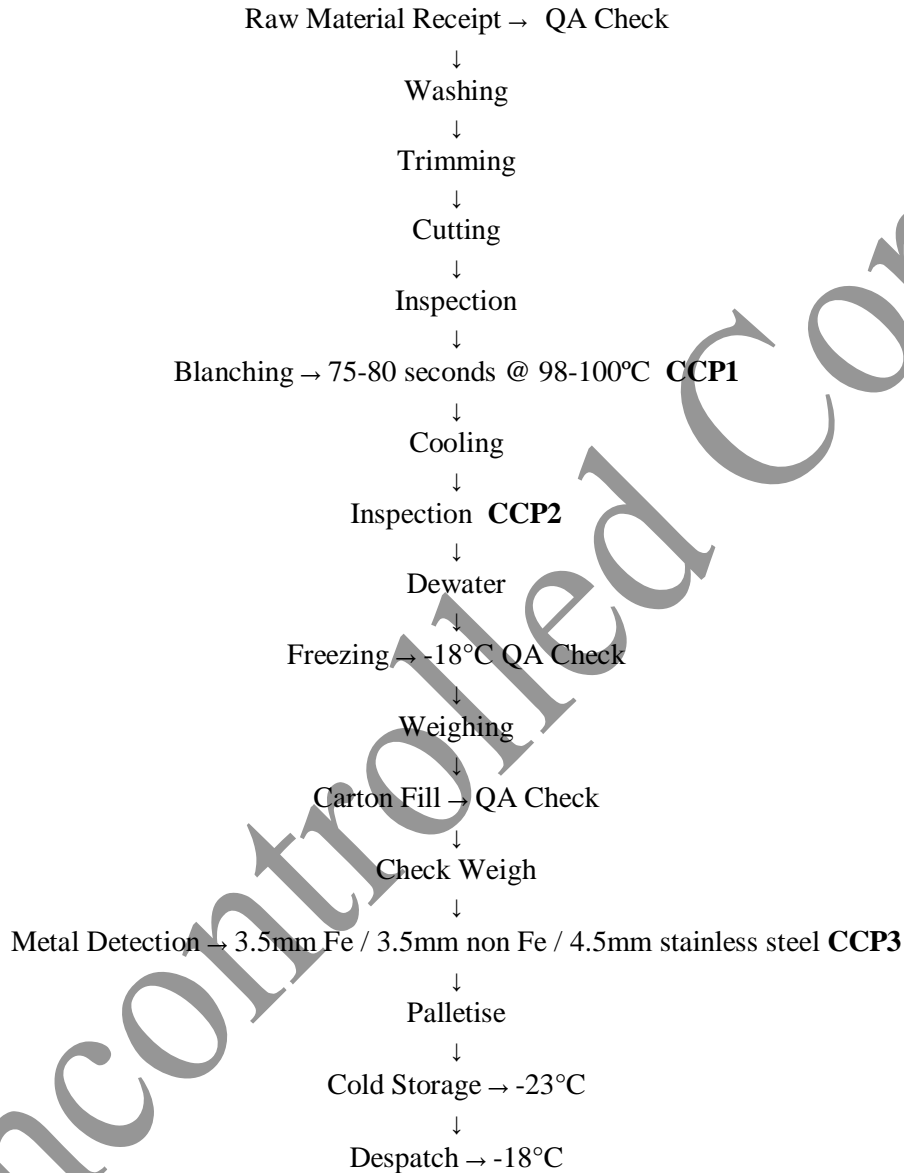 Raw Material Receipt → QA Check
↓
Washing
↓
Trimming
↓
Cutting
↓
Inspection
↓
Blanching → 75-80 seconds @ 98-100ºC CCP1
↓
Cooling
↓
Inspection CCP2
↓
Dewater
↓
Freezing → -18°C QA Check
↓
Weighing
↓
Carton Fill → QA Check
↓
Check Weigh
↓
Metal Detection → 3.5mm Fe / 3.5mm non Fe / 4.5mm stainless steel CCP3
↓
Palletise
↓
Cold Storage → -23°C
↓
Despatch → -18°C
ncontrolled Co